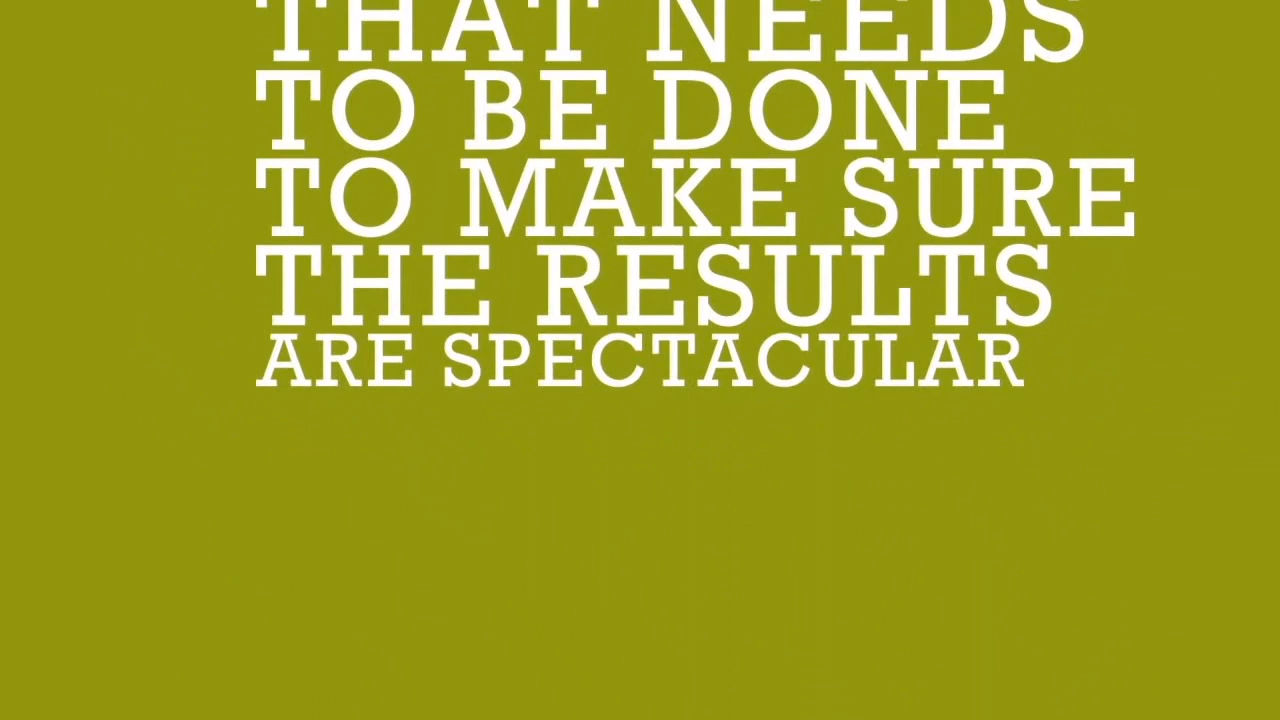 THAT NEEDS
TO BE DONE
TO MAKE SURE
THE RESULTS
ARE SPECTACULAR